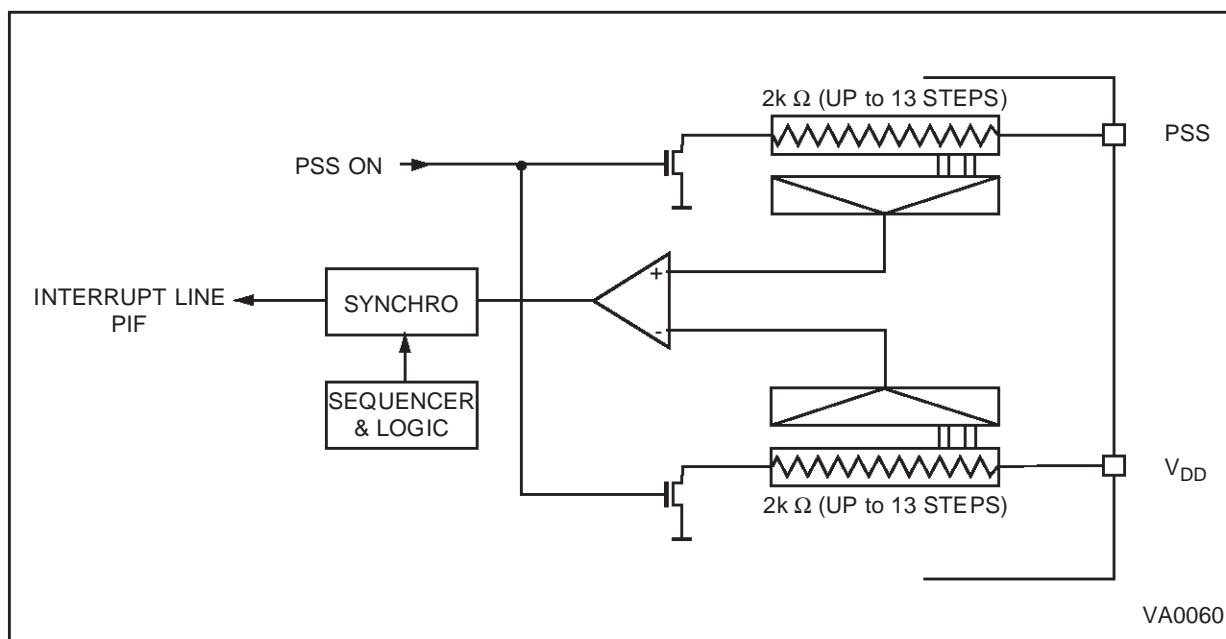 2k Ω (UP to 13 STEPS)
PSS
PSS ON
+
INTERRUPT LINE
PIF
SYNCHRO
-
SEQUENCER
& LOGIC
V_DD
2k Ω (UP to 13 STEPS)
VA0060